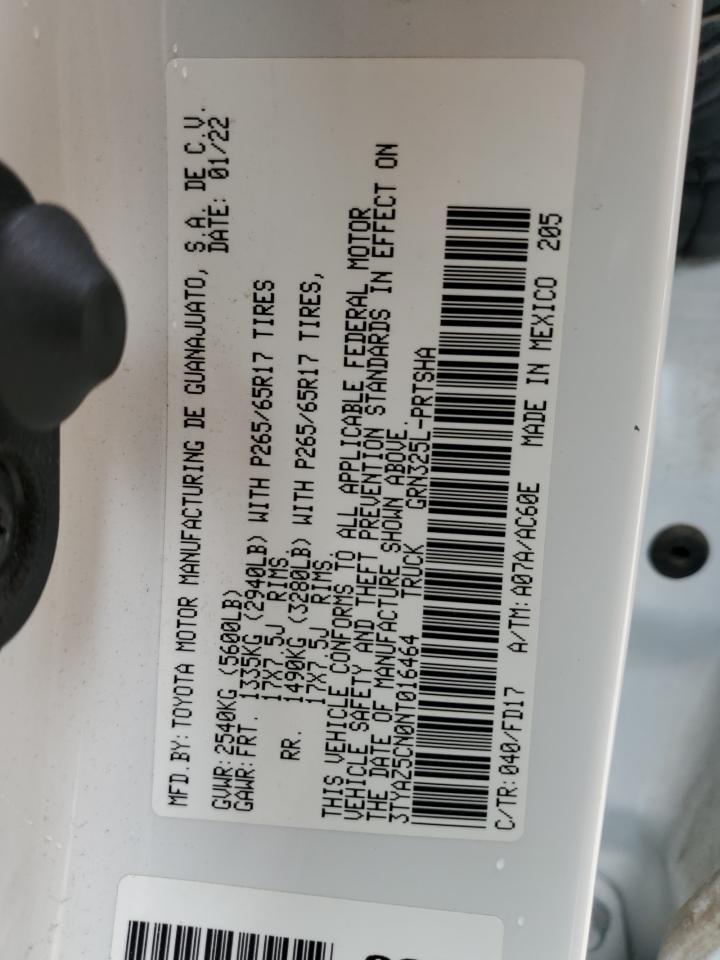 MFD.BY: TOYOTA MOTOR MANUFACTURING DE GUANAJUATO, S.A. DE C.V.
DATE: 01/22
GVWR: 2540KG (5600LB)
GAWR: FRT. 1335KG (2940LB) WITH P265/65R17 TIRES
17X7.5J RIMS.
RR. 1490KG (3280LB) WITH P265/65R17 TIRES,
17X7.5J RIMS.
THIS VEHICLE CONFORMS TO ALL APPLICABLE FEDERAL MOTOR
VEHICLE SAFETY AND THEFT PREVENTION STANDARDS IN EFFECT ON
THE DATE OF MANUFACTURE SHOWN ABOVE.
3TYAZ5CN0NT016464 TRUCK GRN325L-PRTSHA
C/TR: 040/FD17 A/TM: A07A/AC60E MADE IN MEXICO 205